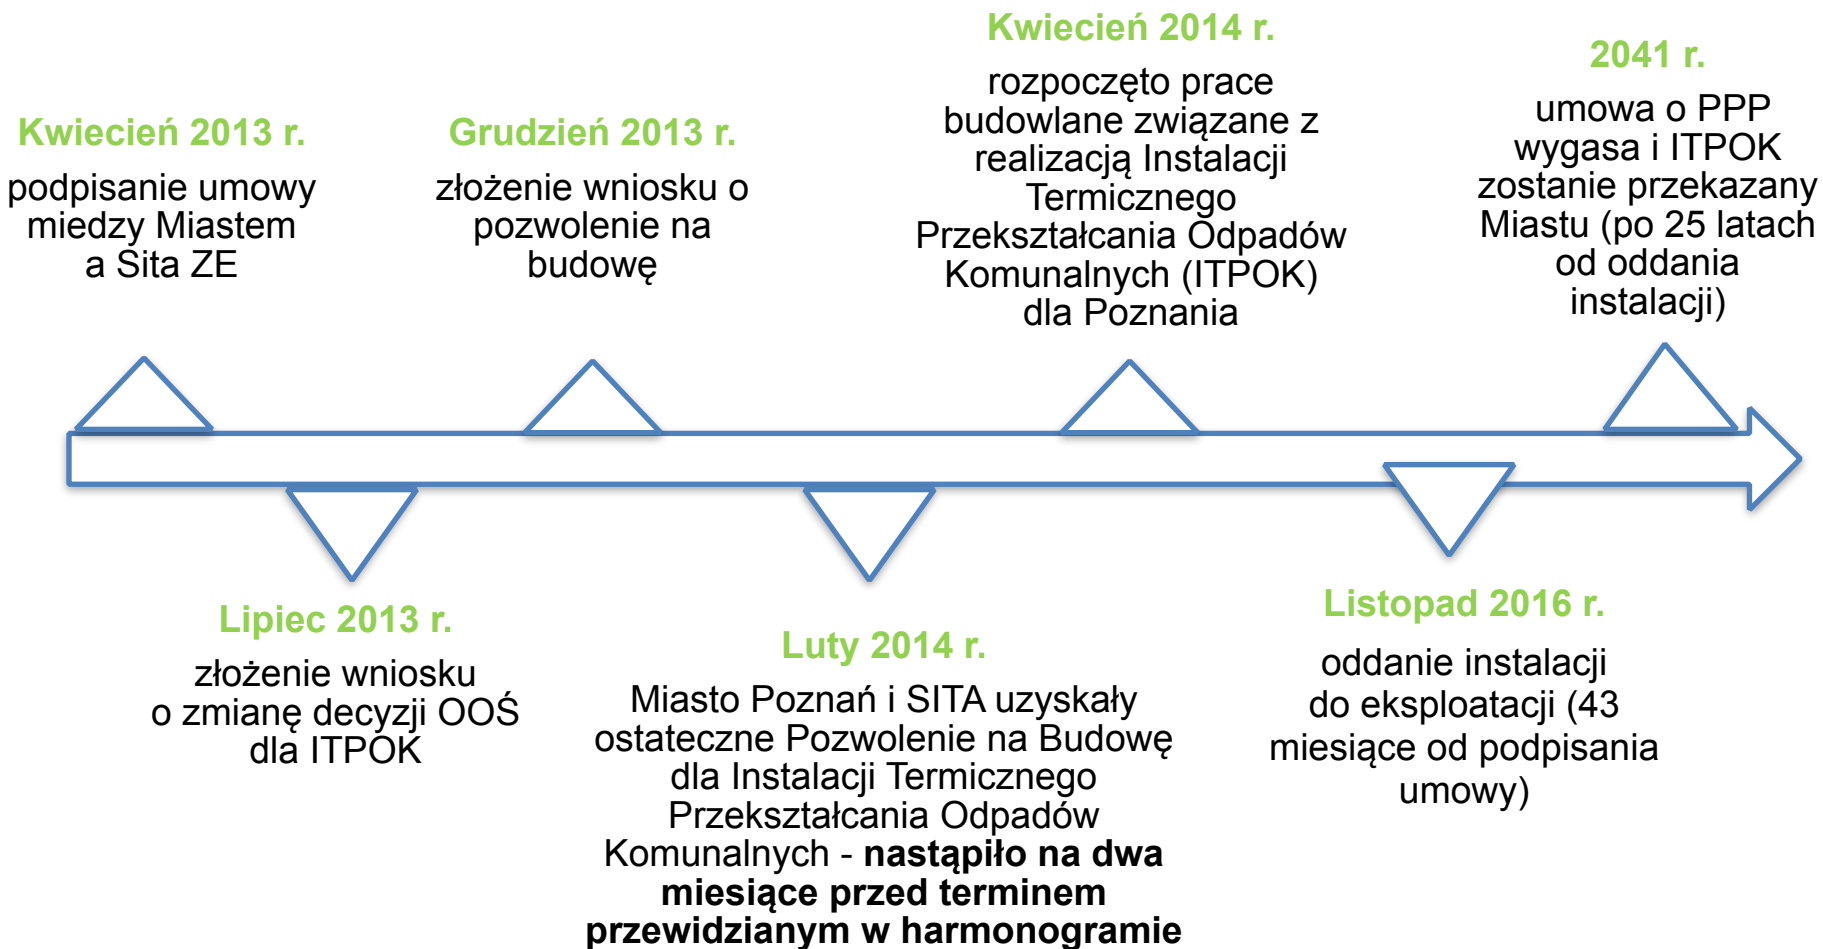 Kwiecień 2013 r.
podpisanie umowy
miedzy Miastem
a Sita ZE
Lipiec 2013 r.
złożenie wniosku
o zmianę decyzji OOŚ
dla ITPOK
Grudzień 2013 r.
złożenie wniosku o
pozwolenie na
budowę
Luty 2014 r.
Miasto Poznań i SITA uzyskały
ostateczne Pozwolenie na Budowę
dla Instalacji Termicznego
Przekształcania Odpadów
Komunalnych - nastąpiło na dwa
miesiące przed terminem
przewidzianym w harmonogramie
Kwiecień 2014 r.
rozpoczęto prace
budowlane związane z
realizacją Instalacji
Termicznego
Przekształcania Odpadów
Komunalnych (ITPOK)
dla Poznania
Listopad 2016 r.
oddanie instalacji
do eksploatacji (43
miesiące od podpisania
umowy)
2041 r.
umowa o PPP
wygasa i ITPOK
zostanie przekazany
Miastu (po 25 latach
od oddania
instalacji)